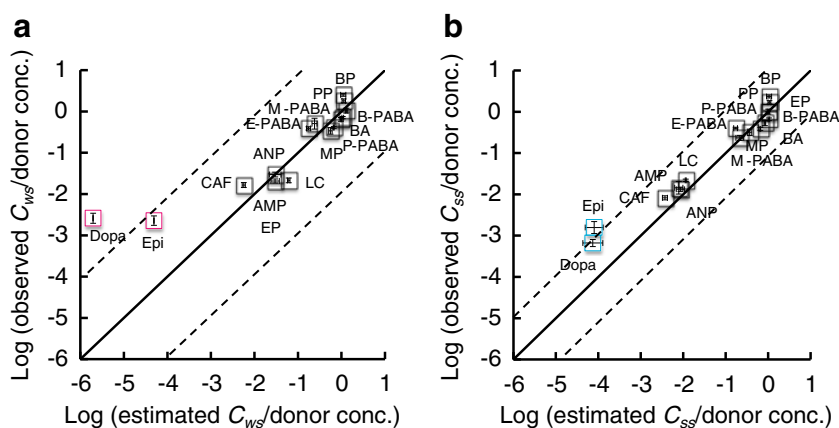 a
Log (observed Cws/donor conc.)
1
0
-1
-2
-3
-4
-5
-6
BP
PP
M -PABA
E-PABA
B-PABA
BA
P-PABA
MP
ANP
CAF
LC
AMP
EP
Dopa
Epi
-6 -5 -4 -3 -2 -1 0 1
Log (estimated Cws/donor conc.)
b
Log (observed Css/donor conc.)
1
0
-1
-2
-3
-4
-5
-6
BP
PP
EP
P-PABA
B-PABA
E-PABA
BA
MP
M -PABA
LC
AMP
CAF
ANP
Epi
Dopa
-6 -5 -4 -3 -2 -1 0 1
Log (estimated Css/donor conc.)